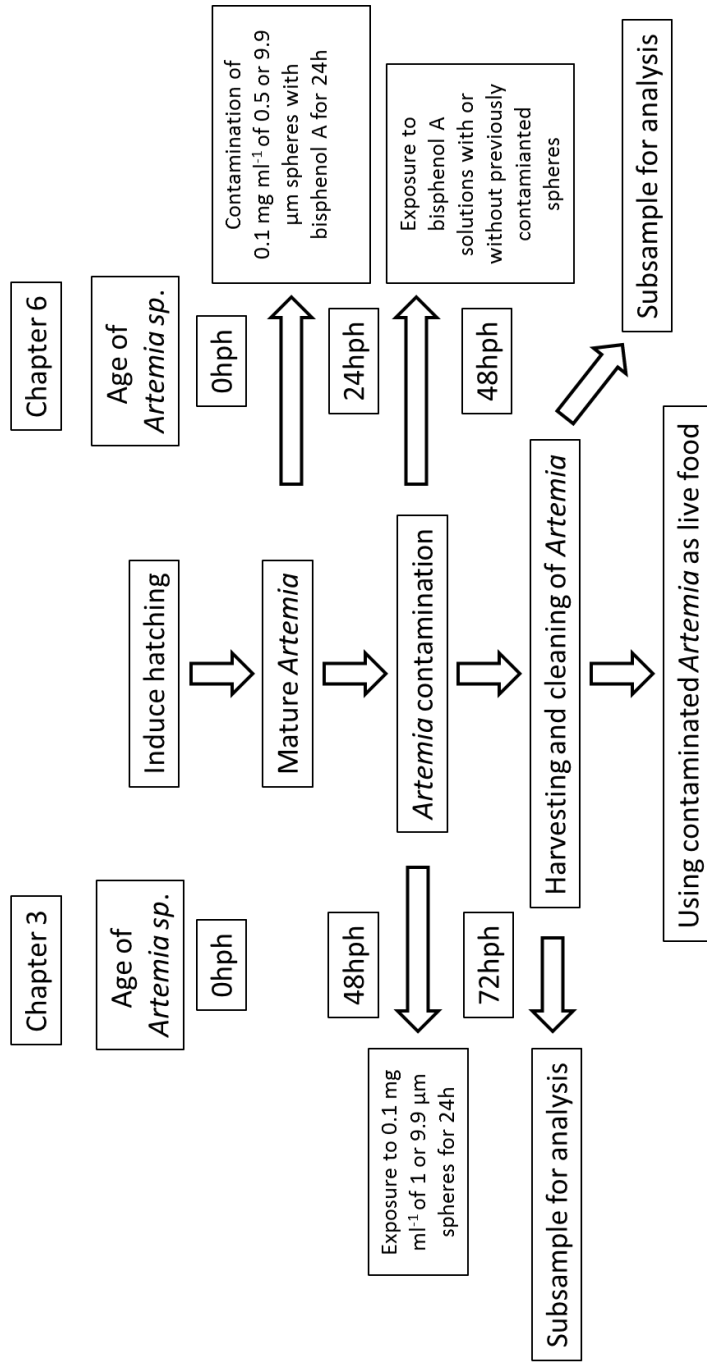 Chapter 3
Age of
Artemia sp.
0hph
48hph
Exposure to 0.1 mg
ml⁻¹ of 1 or 9.9 µm
spheres for 24h
72hph
Subsample for analysis
Induce hatching
Mature Artemia
Artemia contamination
Harvesting and cleaning of Artemia
Using contaminated Artemia as live food
Chapter 6
Age of
Artemia sp.
0hph
Contamination of
0.1 mg ml⁻¹ of 0.5 or 9.9
µm spheres with
bisphenol A for 24h
24hph
Exposure to
bisphenol A
solutions with or
without previously
contamianted
spheres
48hph
Subsample for analysis